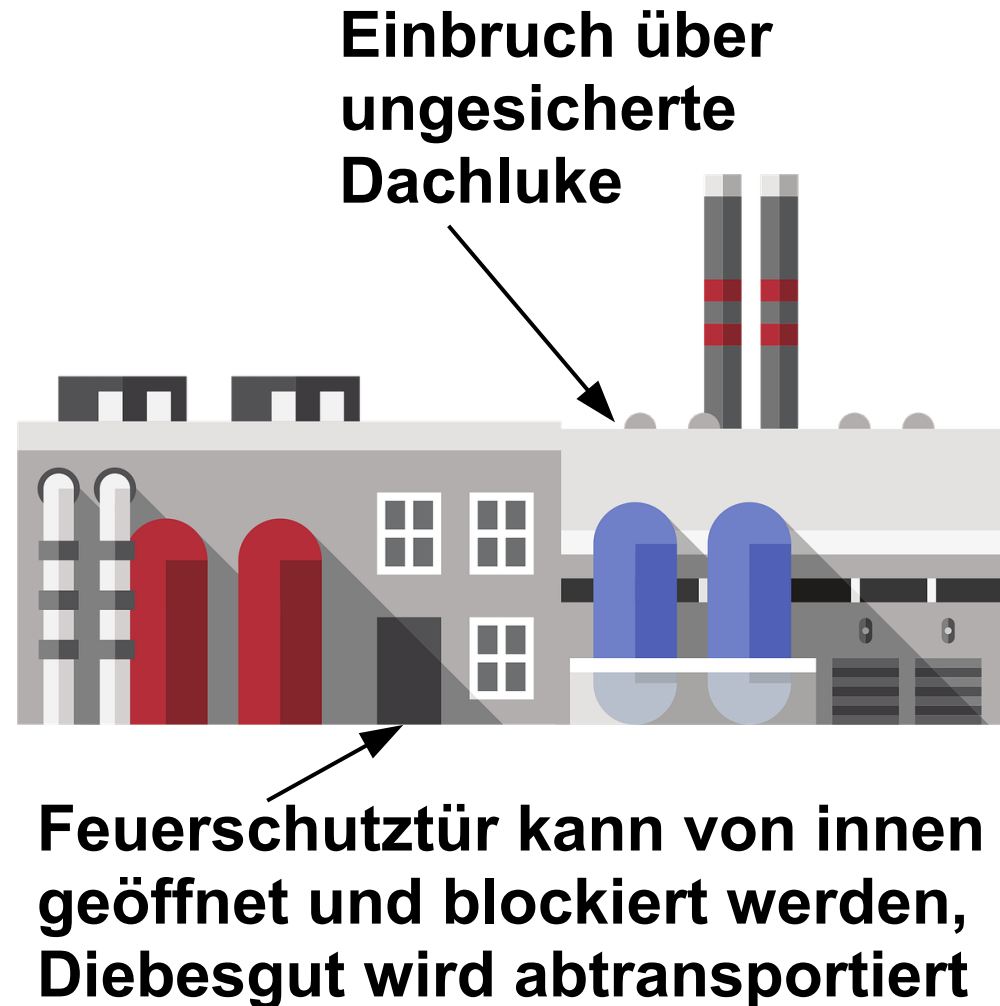 Einbruch über
ungesicherte
Dachluke
Feuerschutztür kann von innen
geöffnet und blockiert werden,
Diebesgut wird abtransportiert